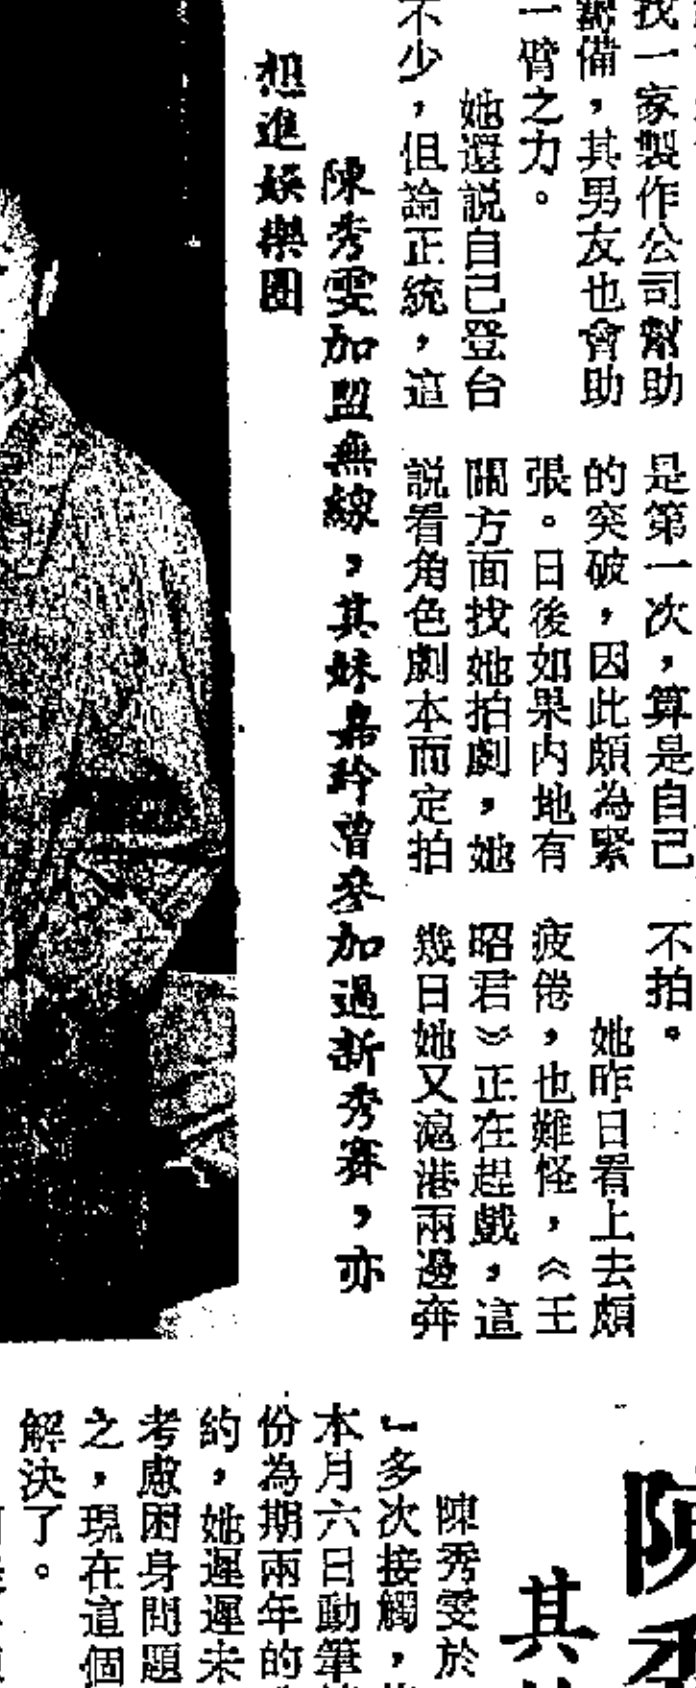 找一家製作公司幫助
備，其男友也會助
一臂之力。
她還説自己登台
不少，但論正統，這
是第一次，算是自己
的突破，因此頗為緊
張。日後如果内地有
關方面找她拍劇，她
説看角色劇本而定拍
不拍。
她昨日看上去頗
疲倦，也難怪，《王
昭君》正在趕戲，這
幾日她又滬港兩邊奔
陳秀雯加盟無線，其妹嘉玲曾參加過新秀賽，亦
想進娛樂圈
陳
其
陳秀雯於
多次接觸，
本月六日動筆
份為期兩年的
約，她遲遲未
考慮困身問題
之，現在這個
解決了。